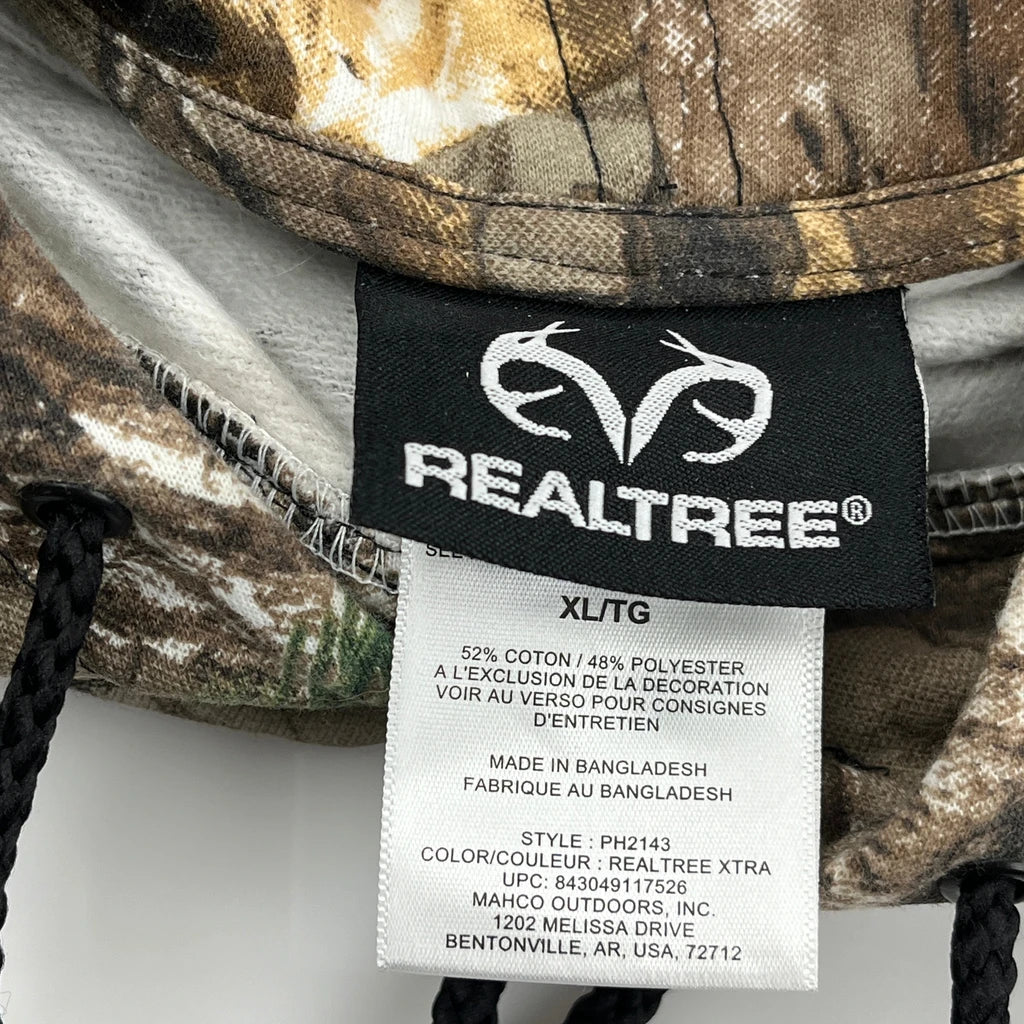 REALTREE®
XL/TG
52% COTON / 48% POLYESTER
A L'EXCLUSION DE LA DECORATION
VOIR AU VERSO POUR CONSIGNES
D'ENTRETIEN
MADE IN BANGLADESH
FABRIQUE AU BANGLADESH
STYLE : PH2143
COLOR/COULEUR : REALTREE XTRA
UPC: 843049117526
MAHCO OUTDOORS, INC.
1202 MELISSA DRIVE
BENTONVILLE, AR, USA, 72712